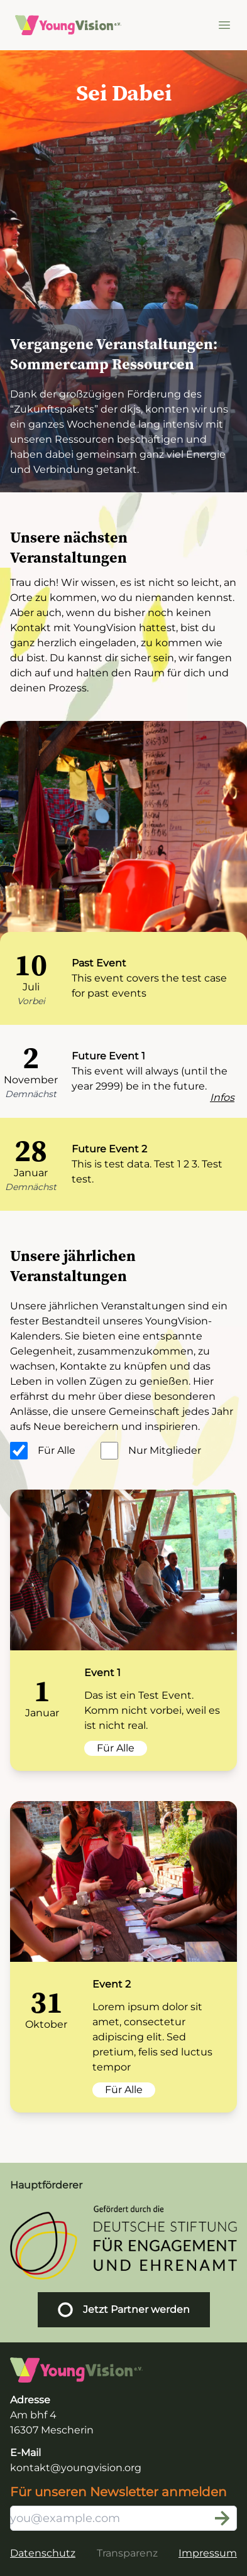 YoungVision e.V.
Sei Dabei
Vergangene Veranstaltungen:
Sommercamp Ressourcen
Dank der großzügigen Förderung des
"Zukunftspakets" der dkjs, konnten wir uns
ein ganzes Wochenende lang intensiv mit
unseren Ressourcen beschäftigen und
haben dabei gemeinsam ganz viel Energie
und Verbindung getankt.
Unsere nächsten
Veranstaltungen
Trau dich! Wir wissen, es ist nicht so leicht, an
Orte zu kommen, wo du niemanden kennst.
Aber auch, wenn du bisher noch keinen
Kontakt mit YoungVision hattest, bist du
ganz herzlich eingeladen, zu kommen wie
du bist. Du kannst dir sicher sein, wir fangen
dich auf und halten den Raum für dich und
deinen Prozess.
10
Juli
Vorbei
Past Event
This event covers the test case
for past events
2
November
Demnächst
Future Event 1
This event will always (until the
year 2999) be in the future.
Infos
28
Januar
Demnächst
Future Event 2
This is test data. Test 1 2 3. Test
test.
Unsere jährlichen
Veranstaltungen
Unsere jährlichen Veranstaltungen sind ein
fester Bestandteil unseres YoungVision-
Kalenders. Sie bieten eine entspannte
Gelegenheit, zusammenzukommen, zu
wachsen, Kontakte zu knüpfen und das
Leben in vollen Zügen zu genießen. Hier
erfährst du mehr über diese besonderen
Anlässe, die unsere Gemeinschaft jedes Jahr
aufs Neue bereichern und inspirieren.
Für Alle Nur Mitglieder
1
Januar
Event 1
Das ist ein Test Event.
Komm nicht vorbei, weil es
ist nicht real.
Für Alle
31
Oktober
Event 2
Lorem ipsum dolor sit
amet, consectetur
adipiscing elit. Sed
pretium, felis sed luctus
tempor
Für Alle
Hauptförderer
Gefördert durch die
DEUTSCHE STIFTUNG
FÜR ENGAGEMENT
UND EHRENAMT
Jetzt Partner werden
YoungVision e.V.
Adresse
Am bhf 4
16307 Mescherin
E-Mail
kontakt@youngvision.org
Für unseren Newsletter anmelden
you@example.com
Datenschutz Transparenz Impressum